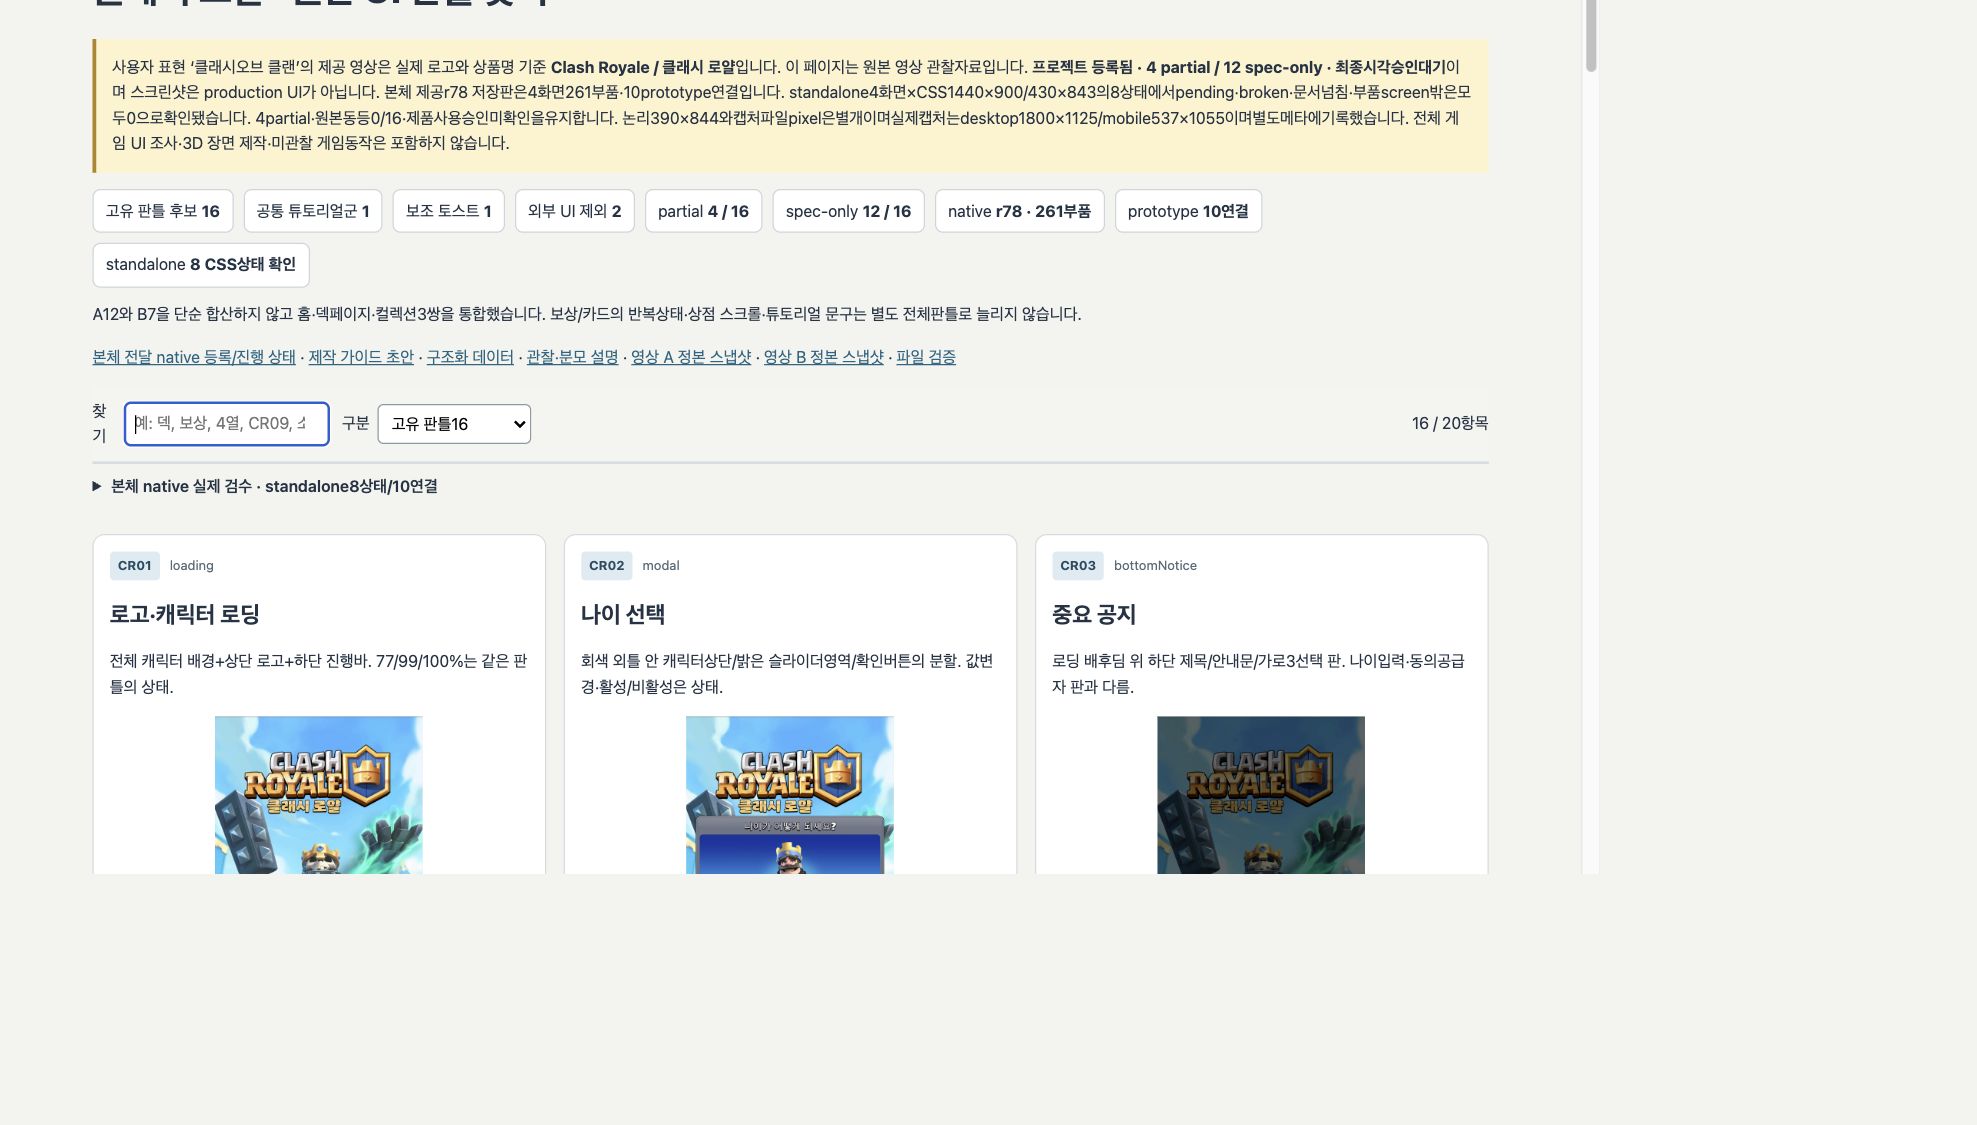 사용자 표현 ‘클래시오브 클랜’의 제공 영상은 실제 로고와 상품명 기준 Clash Royale / 클래시 로얄입니다. 이 페이지는 원본 영상 관찰자료입니다. 프로젝트 등록됨 · 4 partial / 12 spec-only · 최종시각승인대기이
며 스크린샷은 production UI가 아닙니다. 본체 제공r78 저장판은4화면261부품·10prototype연결입니다. standalone4화면×CSS1440×900/430×843의8상태에서pending·broken·문서넘침·부품screen밖은모
두0으로확인됐습니다. 4partial·원본동등0/16·제품사용승인미확인을유지합니다. 논리390×844와캡처파일pixel은별개이며실제캡처는desktop1800×1125/mobile537×1055이며별도메타에기록했습니다. 전체 게
임 UI 조사·3D 장면 제작·미관찰 게임동작은 포함하지 않습니다.
고유 판틀 후보 16
공통 튜토리얼군 1
보조 토스트 1
외부 UI 제외 2
partial 4 / 16
spec-only 12 / 16
native r78 · 261부품
prototype 10연결
standalone 8 CSS상태 확인
A12와 B7을 단순 합산하지 않고 홈·덱페이지·컬렉션3쌍을 통합했습니다. 보상/카드의 반복상태·상점 스크롤·튜토리얼 문구는 별도 전체판틀로 늘리지 않습니다.
본체 전달 native 등록/진행 상태 · 제작 가이드 초안 · 구조화 데이터 · 관찰·분모 설명 · 영상 A 정본 스냅샷 · 영상 B 정본 스냅샷 · 파일 검증
찾
기
예: 덱, 보상, 4열, CR09,
구분
고유 판틀16
16 / 20항목
▶ 본체 native 실제 검수 · standalone8상태/10연결
CR01 loading
로고·캐릭터 로딩
전체 캐릭터 배경+상단 로고+하단 진행바. 77/99/100%는 같은 판
틀의 상태.
CLASH
ROYALE
클래시 로얄
CR02 modal
나이 선택
회색 외틀 안 캐릭터상단/밝은 슬라이더영역/확인버튼의 분할. 값변
경·활성/비활성은 상태.
CLASH
ROYALE
클래시 로얄
나이가 어떻게 되세요?
CR03 bottomNotice
중요 공지
로딩 배후딤 위 하단 제목/안내문/가로3선택 판. 나이입력·동의공급
자 판과 다름.
CLASH
ROYALE
클래시 로얄